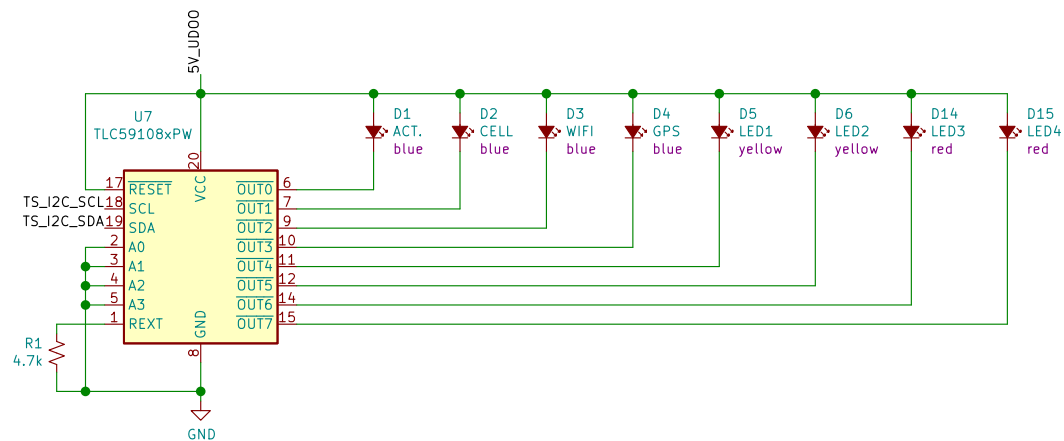 5V_UD00
U7
TLC59108xPW
D1
ACT.
blue
D2
CELL
blue
D3
WIFI
blue
D4
GPS
blue
D5
LED1
yellow
D6
LED2
yellow
D14
LED3
red
D15
LED4
red
20
VCC
17 RESET
OUT0 6
TS_I2C_SCL 18 SCL
OUT1 7
TS_I2C_SDA 19 SDA
OUT2 9
2 A0
OUT3 10
3 A1
OUT4 11
4 A2
OUT5 12
5 A3
OUT6 14
1 REXT
OUT7 15
GND
8
R1
4.7k
GND